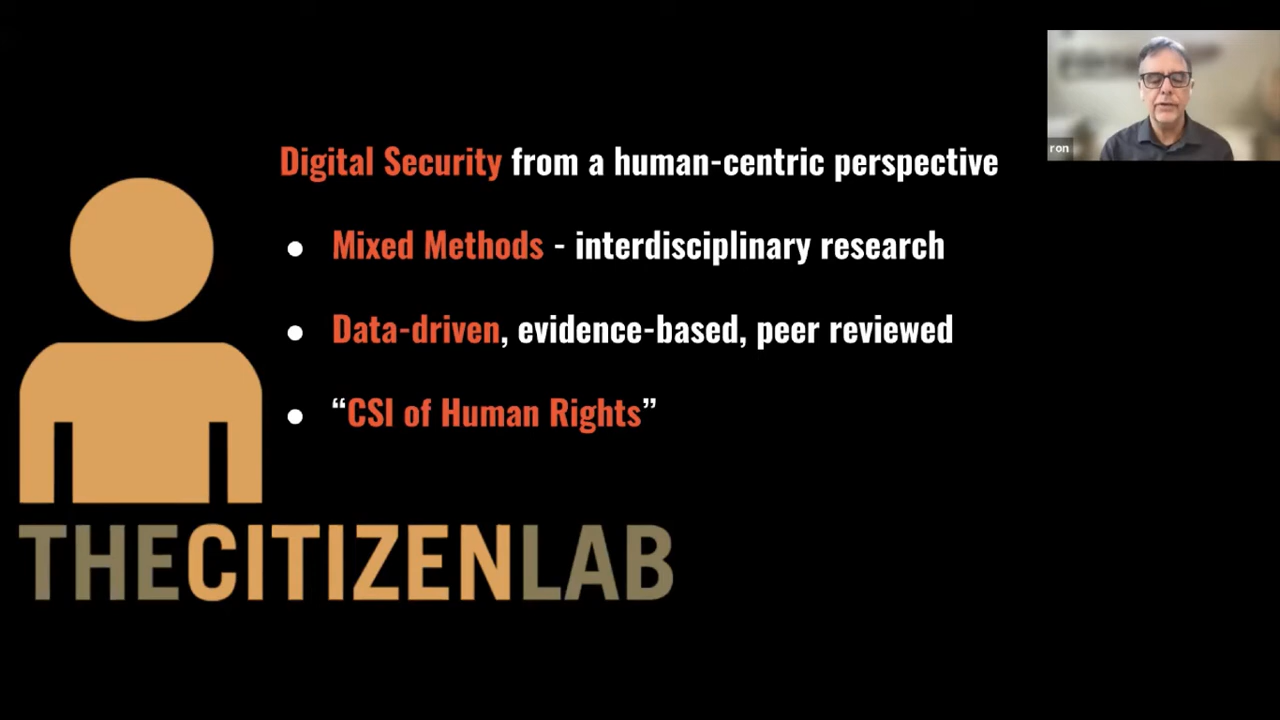 ron
Digital Security from a human-centric perspective
● Mixed Methods - interdisciplinary research
● Data-driven, evidence-based, peer reviewed
● “CSI of Human Rights”
THECITIZENLAB